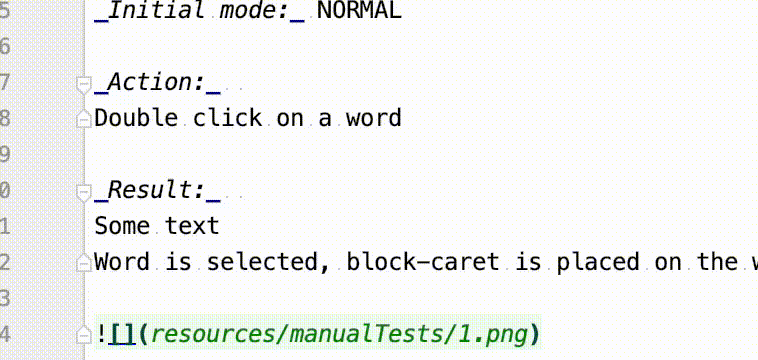 5 _Initial mode:_ NORMAL
6
7 _Action:_
8 Double click on a word
9
0 _Result:_
1 Some text
2 Word is selected, block-caret is placed on the
3
4 ![](resources/manualTests/1.png)